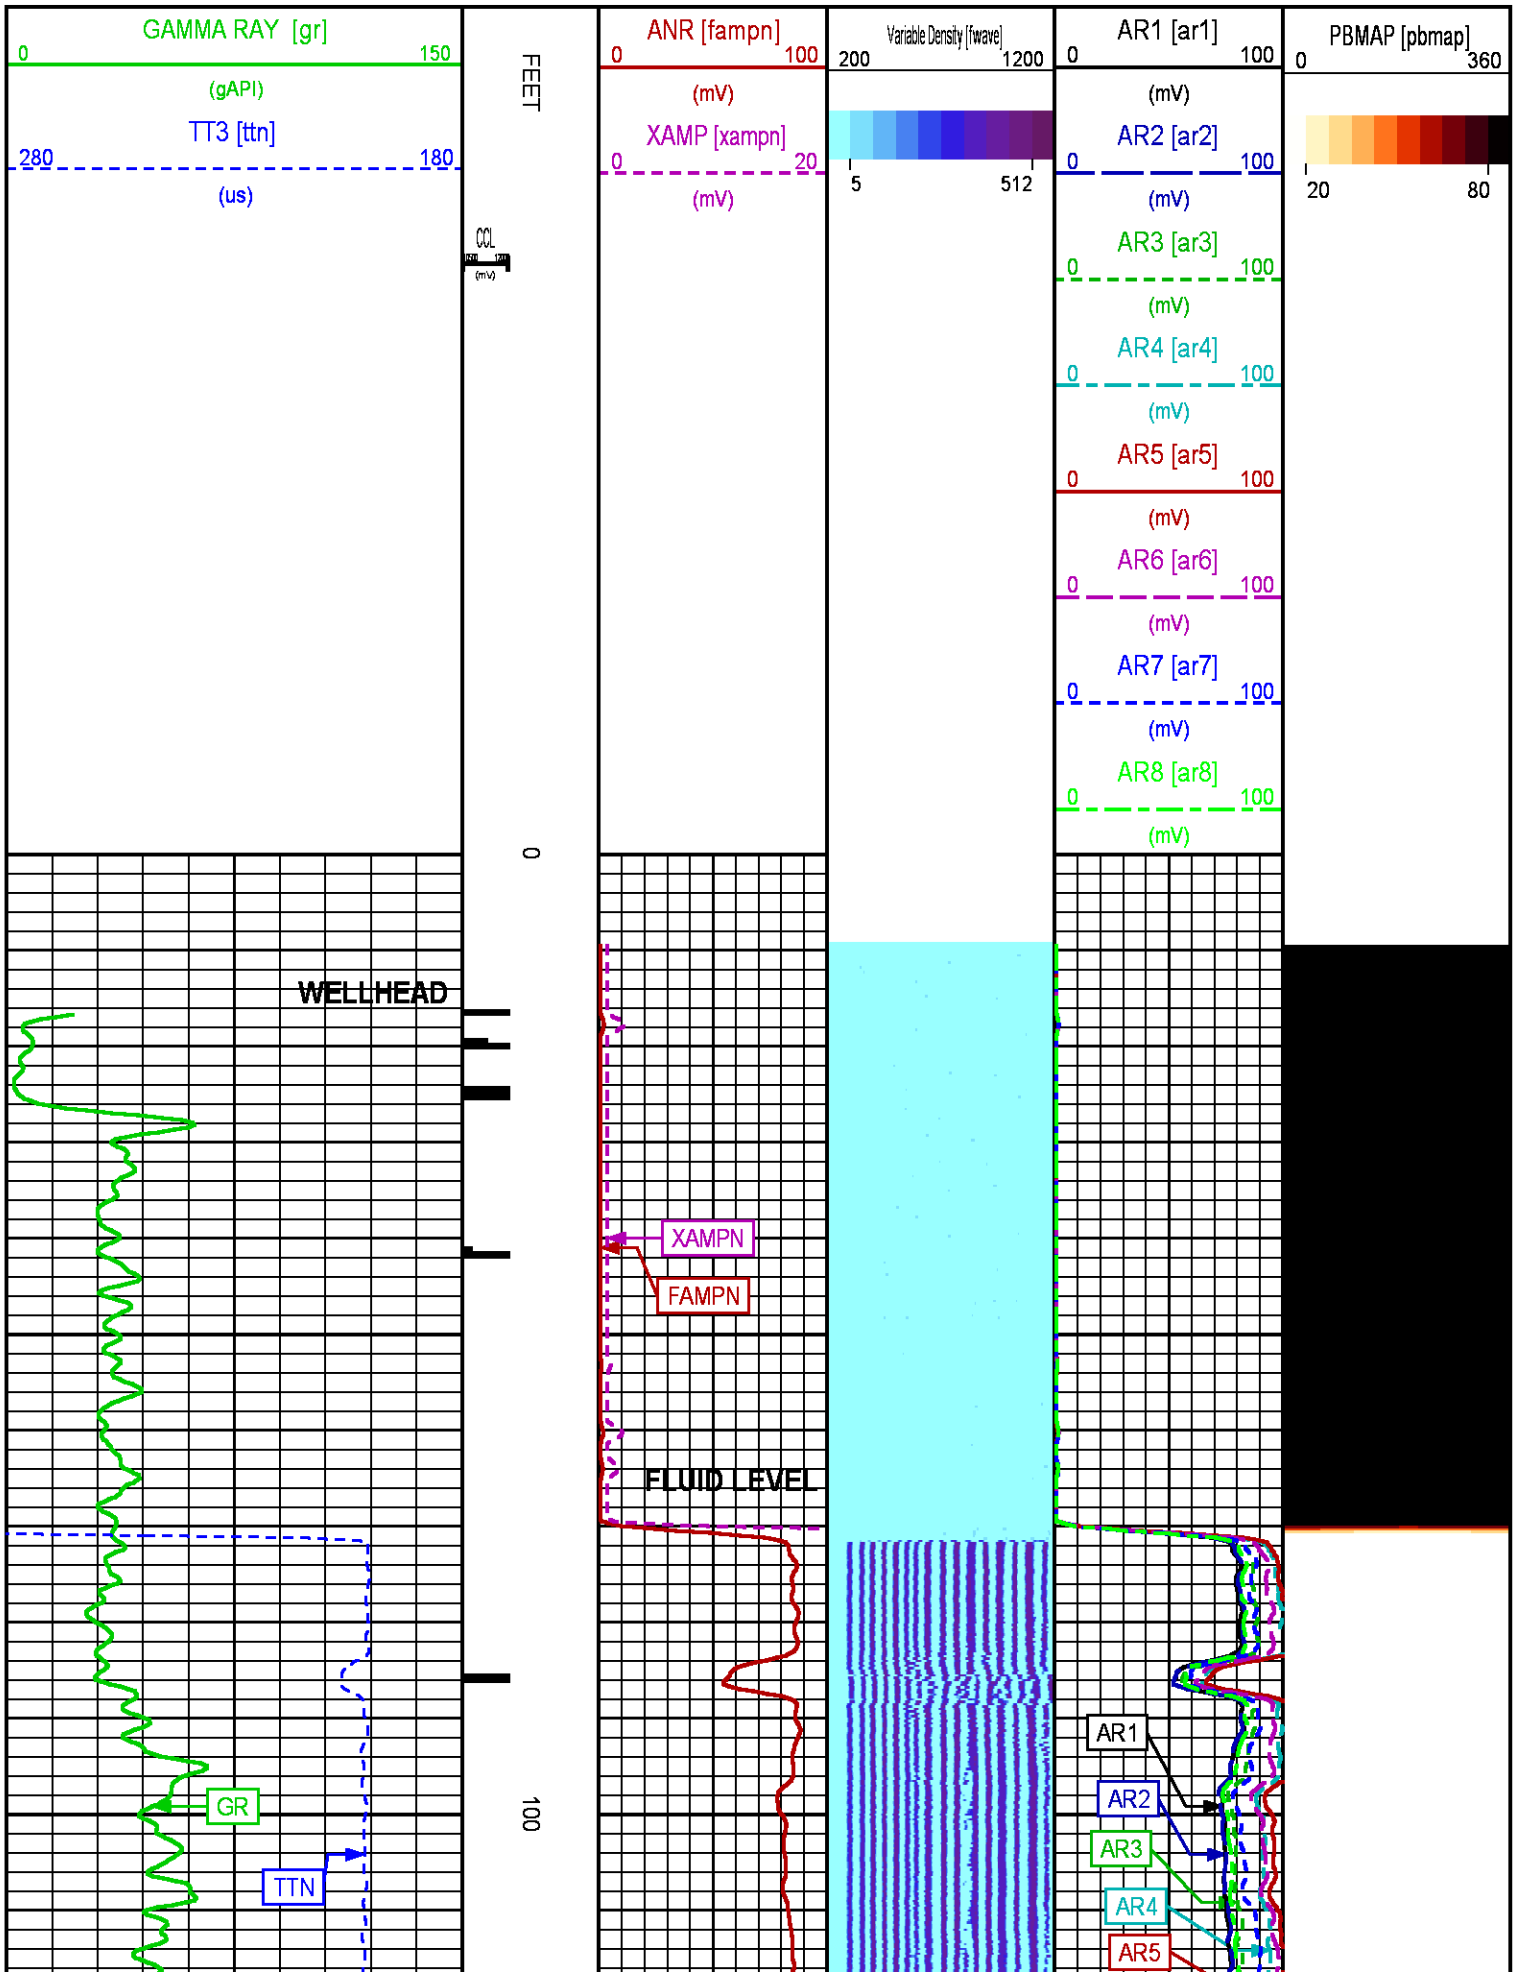 GAMMA RAY [gr]
0 150
(gAPI)
TT3 [ttn]
280 180
(us)
CCL
(mV)
FEET
ANR [fampn]
0 100
(mV)
XAMP [xampn]
0 20
(mV)
Variable Density [fwave]
200 1200
5 512
AR1 [ar1]
0 100
(mV)
AR2 [ar2]
0 100
(mV)
AR3 [ar3]
0 100
(mV)
AR4 [ar4]
0 100
(mV)
AR5 [ar5]
0 100
(mV)
AR6 [ar6]
0 100
(mV)
AR7 [ar7]
0 100
(mV)
AR8 [ar8]
0 100
(mV)
PBMAP [pbmap]
0 360
20 80
0
WELLHEAD
XAMPN
FAMPN
FLUID LEVEL
AR1
AR2
GR
100
AR3
TTN
AR4
AR5